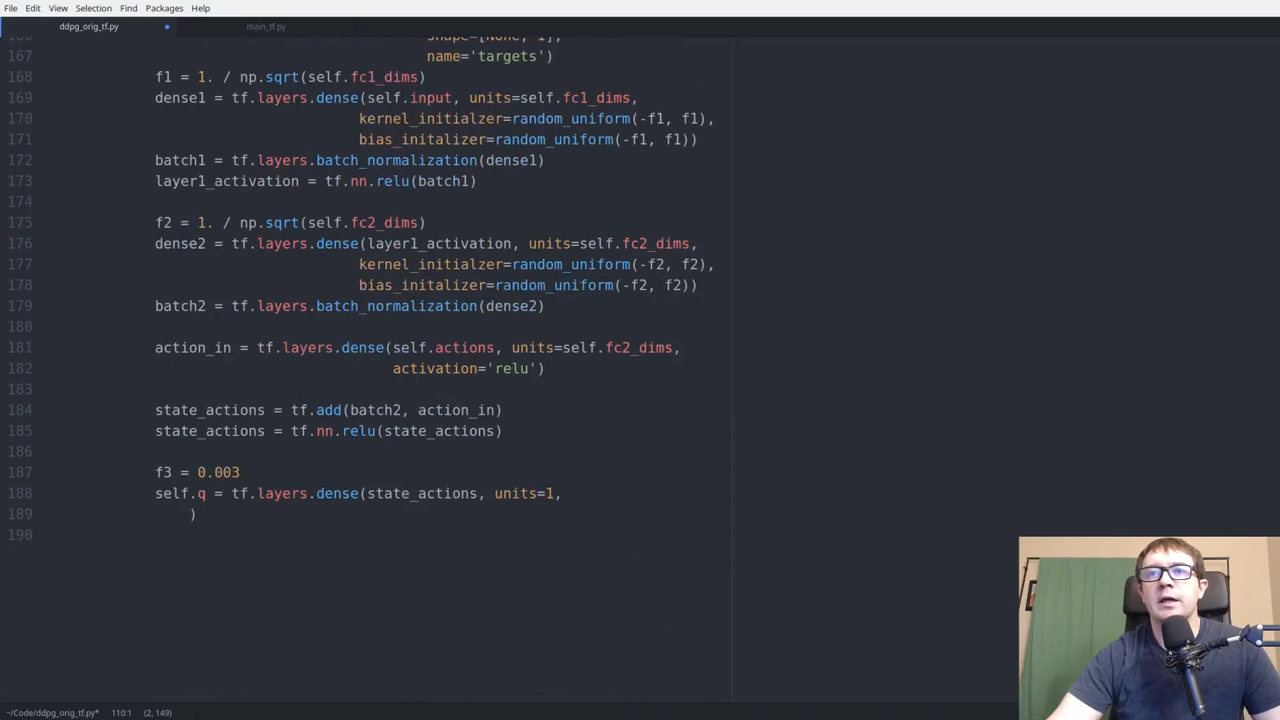 File Edit View Selection Find Packages Help
ddpg_orig_tf.py main_tf.py
166 shape=[None, 1],
167 name='targets')
168 f1 = 1. / np.sqrt(self.fc1_dims)
169 dense1 = tf.layers.dense(self.input, units=self.fc1_dims,
170 kernel_initialzer=random_uniform(-f1, f1),
171 bias_initalizer=random_uniform(-f1, f1))
172 batch1 = tf.layers.batch_normalization(dense1)
173 layer1_activation = tf.nn.relu(batch1)
174
175 f2 = 1. / np.sqrt(self.fc2_dims)
176 dense2 = tf.layers.dense(layer1_activation, units=self.fc2_dims,
177 kernel_initialzer=random_uniform(-f2, f2),
178 bias_initalizer=random_uniform(-f2, f2))
179 batch2 = tf.layers.batch_normalization(dense2)
180
181 action_in = tf.layers.dense(self.actions, units=self.fc2_dims,
182 activation='relu')
183
184 state_actions = tf.add(batch2, action_in)
185 state_actions = tf.nn.relu(state_actions)
186
187 f3 = 0.003
188 self.q = tf.layers.dense(state_actions, units=1,
189 )
190
~/Code/ddpg_orig_tf.py* 110:1 (2, 149)